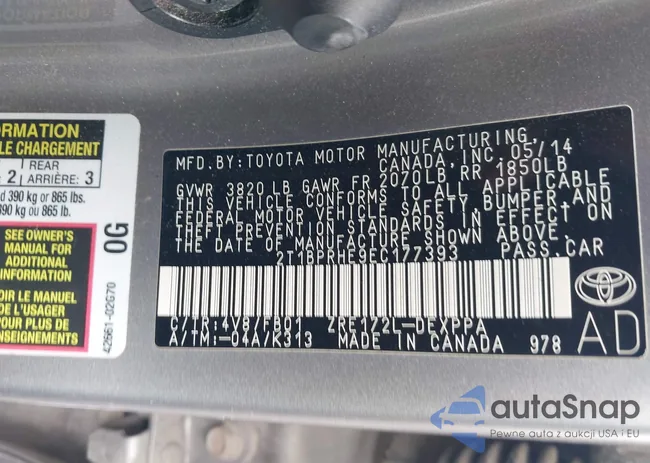 ORMATION
LE CHARGEMENT
2 REAR ARRIÈRE: 3
d 390 kg or 865 lbs.
390 kg ou 865 lb.
SEE OWNER'S
MANUAL FOR
ADDITIONAL
INFORMATION
OIR LE MANUEL
DE L'USAGER
POUR PLUS
ENSEIGNEMENTS
0G
42661-02G70
MFD. BY: TOYOTA MOTOR MANUFACTURING,
CANADA, INC. 05/14
GVWR 3820 LB GAWR FR 2070LB RR 1850LB
THIS VEHICLE CONFORMS TO ALL APPLICABLE
FEDERAL MOTOR VEHICLE SAFETY, BUMPER, AND
THEFT PREVENTION STANDARDS IN EFFECT ON
THE DATE OF MANUFACTURE SHOWN ABOVE.
2T1BPRHE9EC177393 PASS.CAR
C/TR:4V8/FB01 ZRE172L-DEXPPA
A/TM:-04A/K313 MADE IN CANADA 978
AD
autoSnap
Pewne auta z aukcji USA i EU